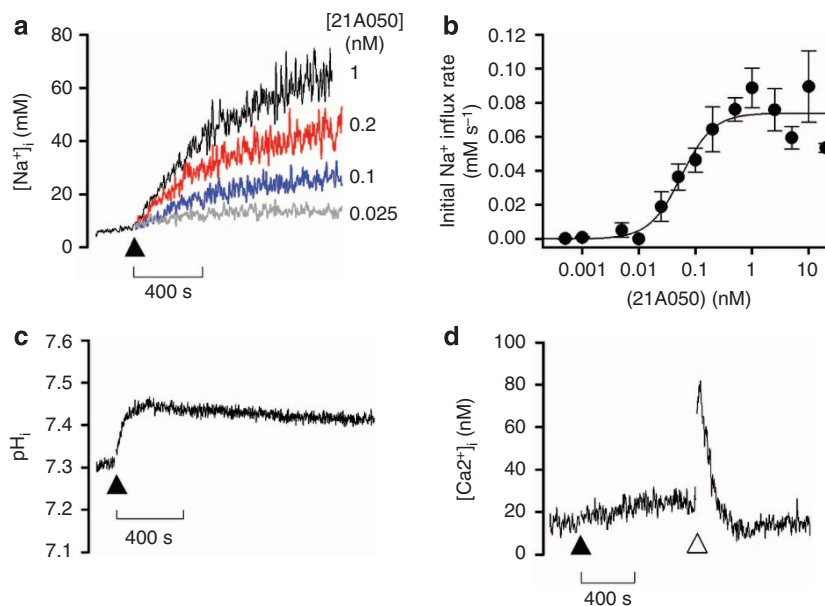 a
[21A050]
(nM)
80
60
40
20
0
[Na⁺]ᵢ (mM)
1
0.2
0.1
0.025
400 s
b
0.12
0.10
0.08
0.06
0.04
0.02
0.00
Initial Na⁺ influx rate
(mM s⁻¹)
0.001
0.01
0.1
1
10
(21A050) (nM)
c
7.6
7.5
7.4
7.3
7.2
7.1
pHᵢ
400 s
d
100
80
60
40
20
0
[Ca2⁺]ᵢ (nM)
400 s